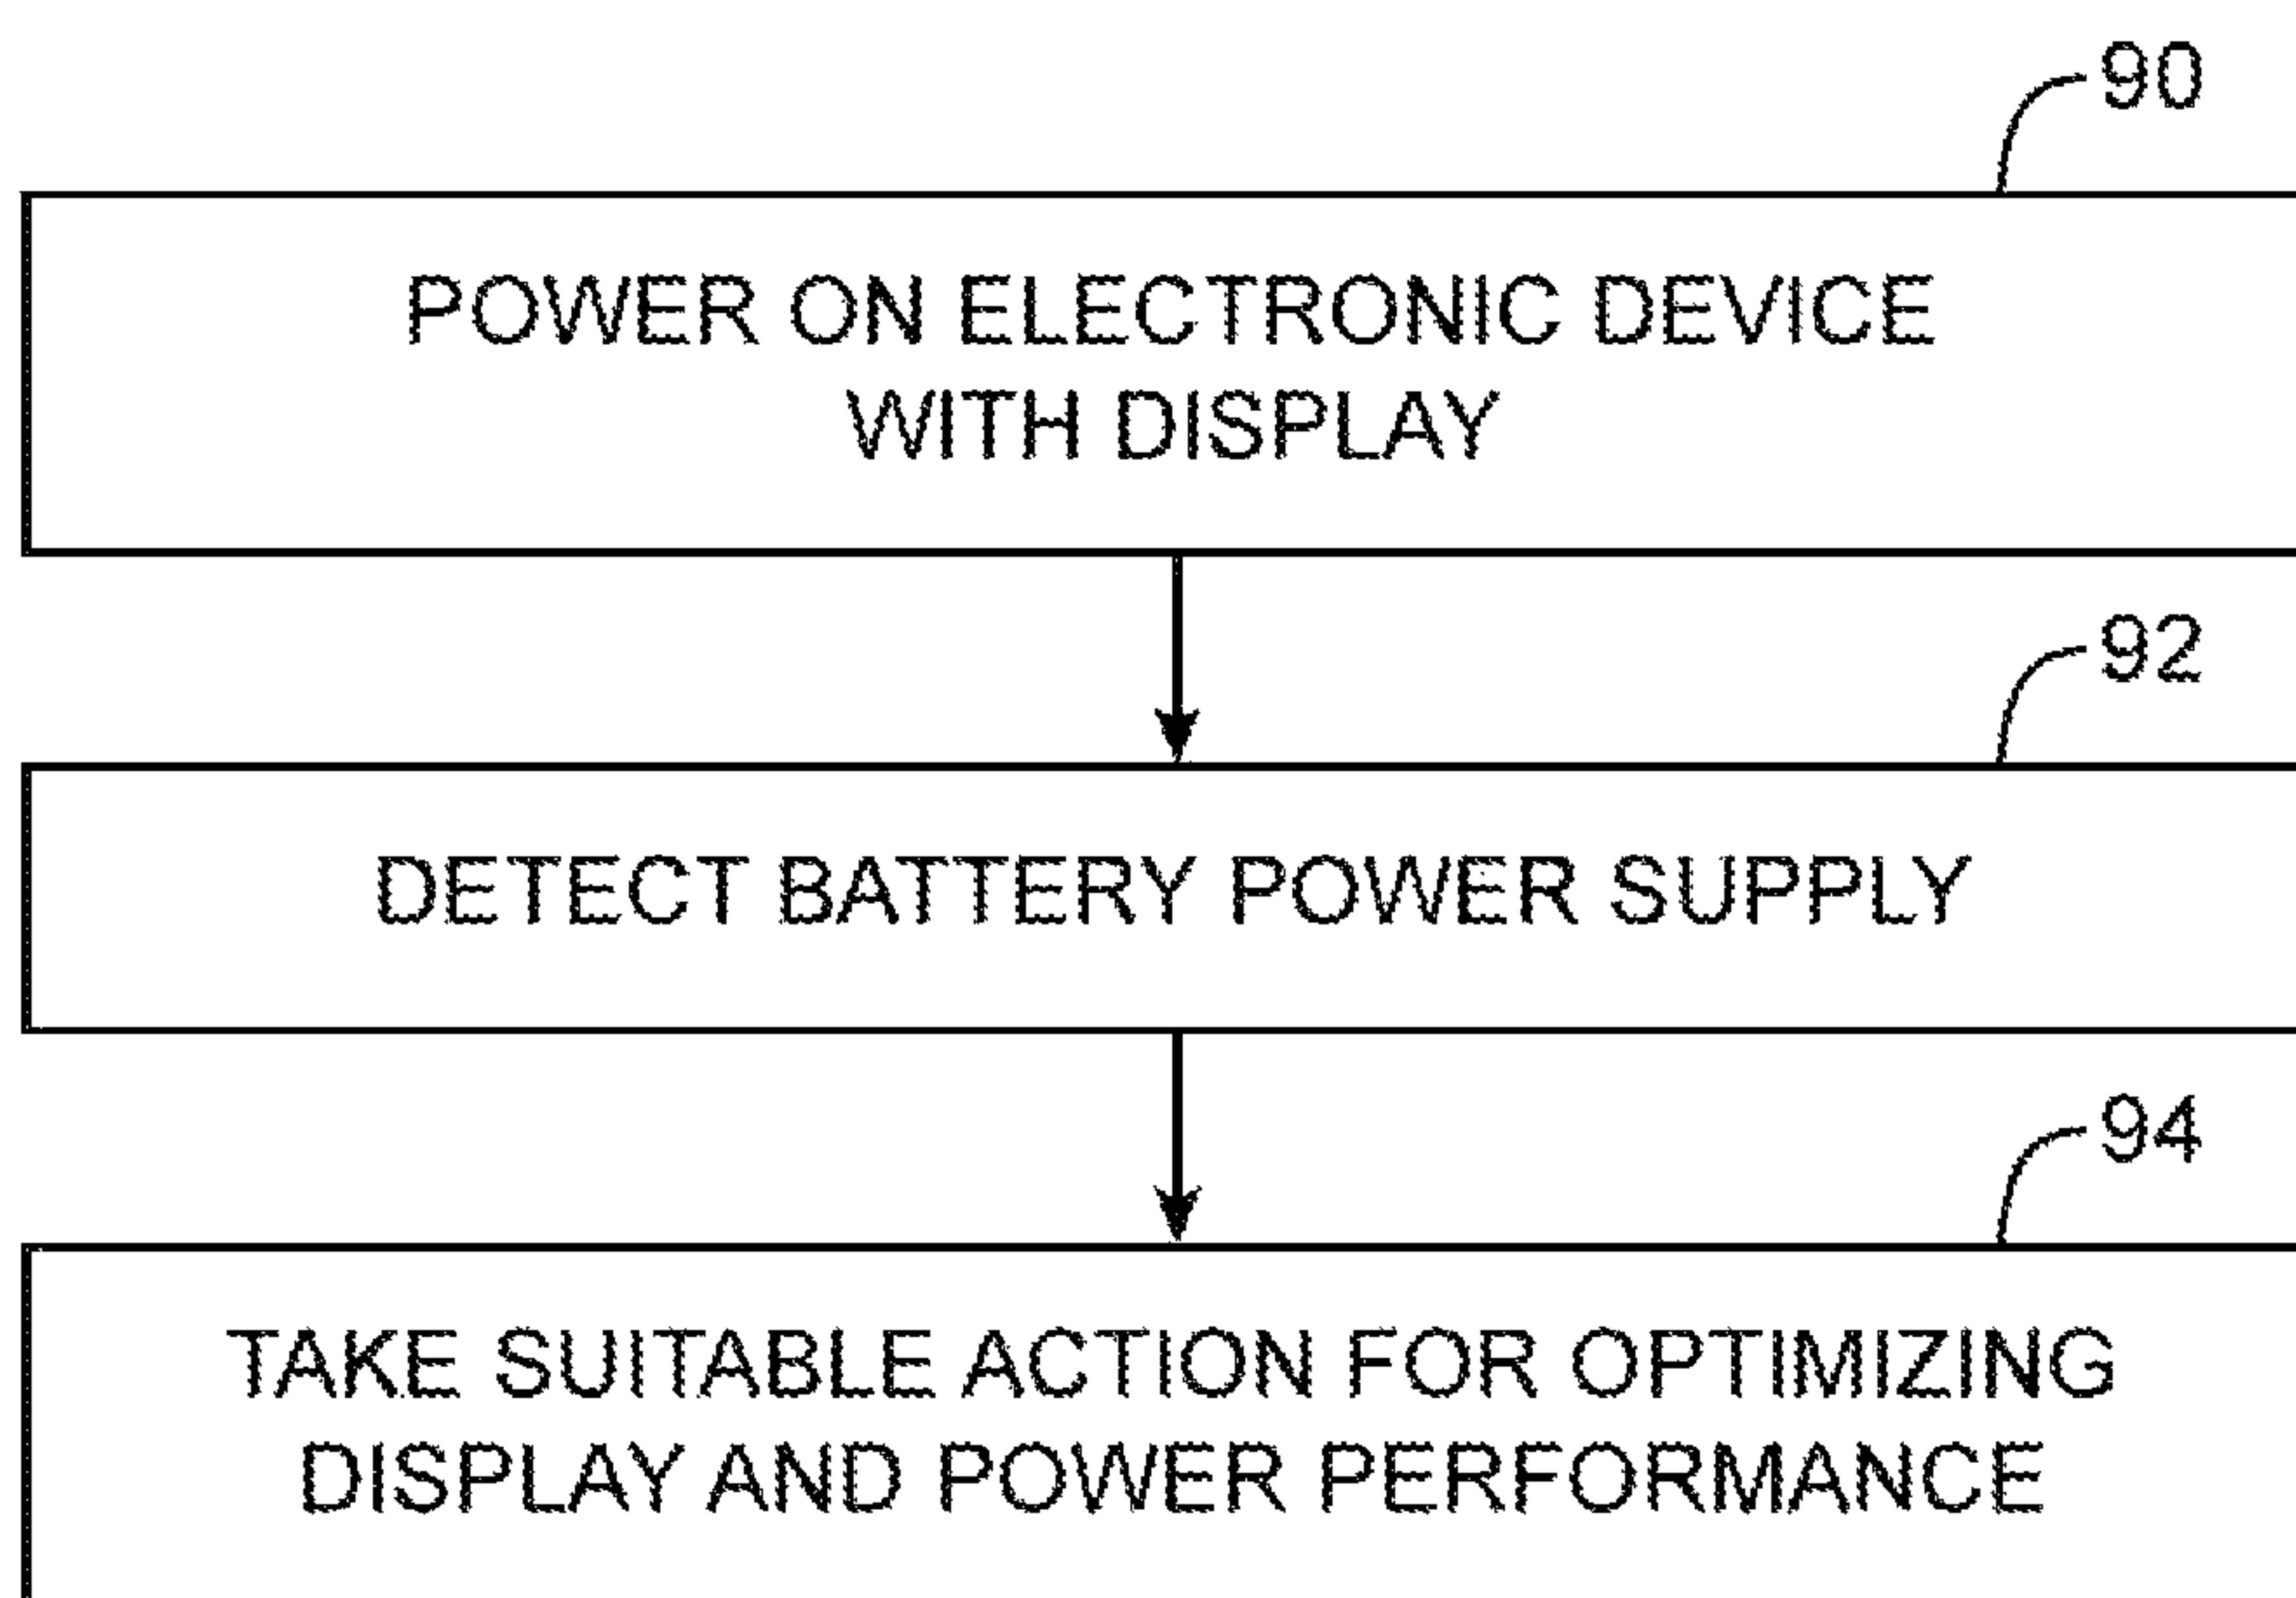 90
POWER ON ELECTRONIC DEVICE
WITH DISPLAY
92
DETECT BATTERY POWER SUPPLY
94
TAKE SUITABLE ACTION FOR OPTIMIZING
DISPLAY AND POWER PERFORMANCE